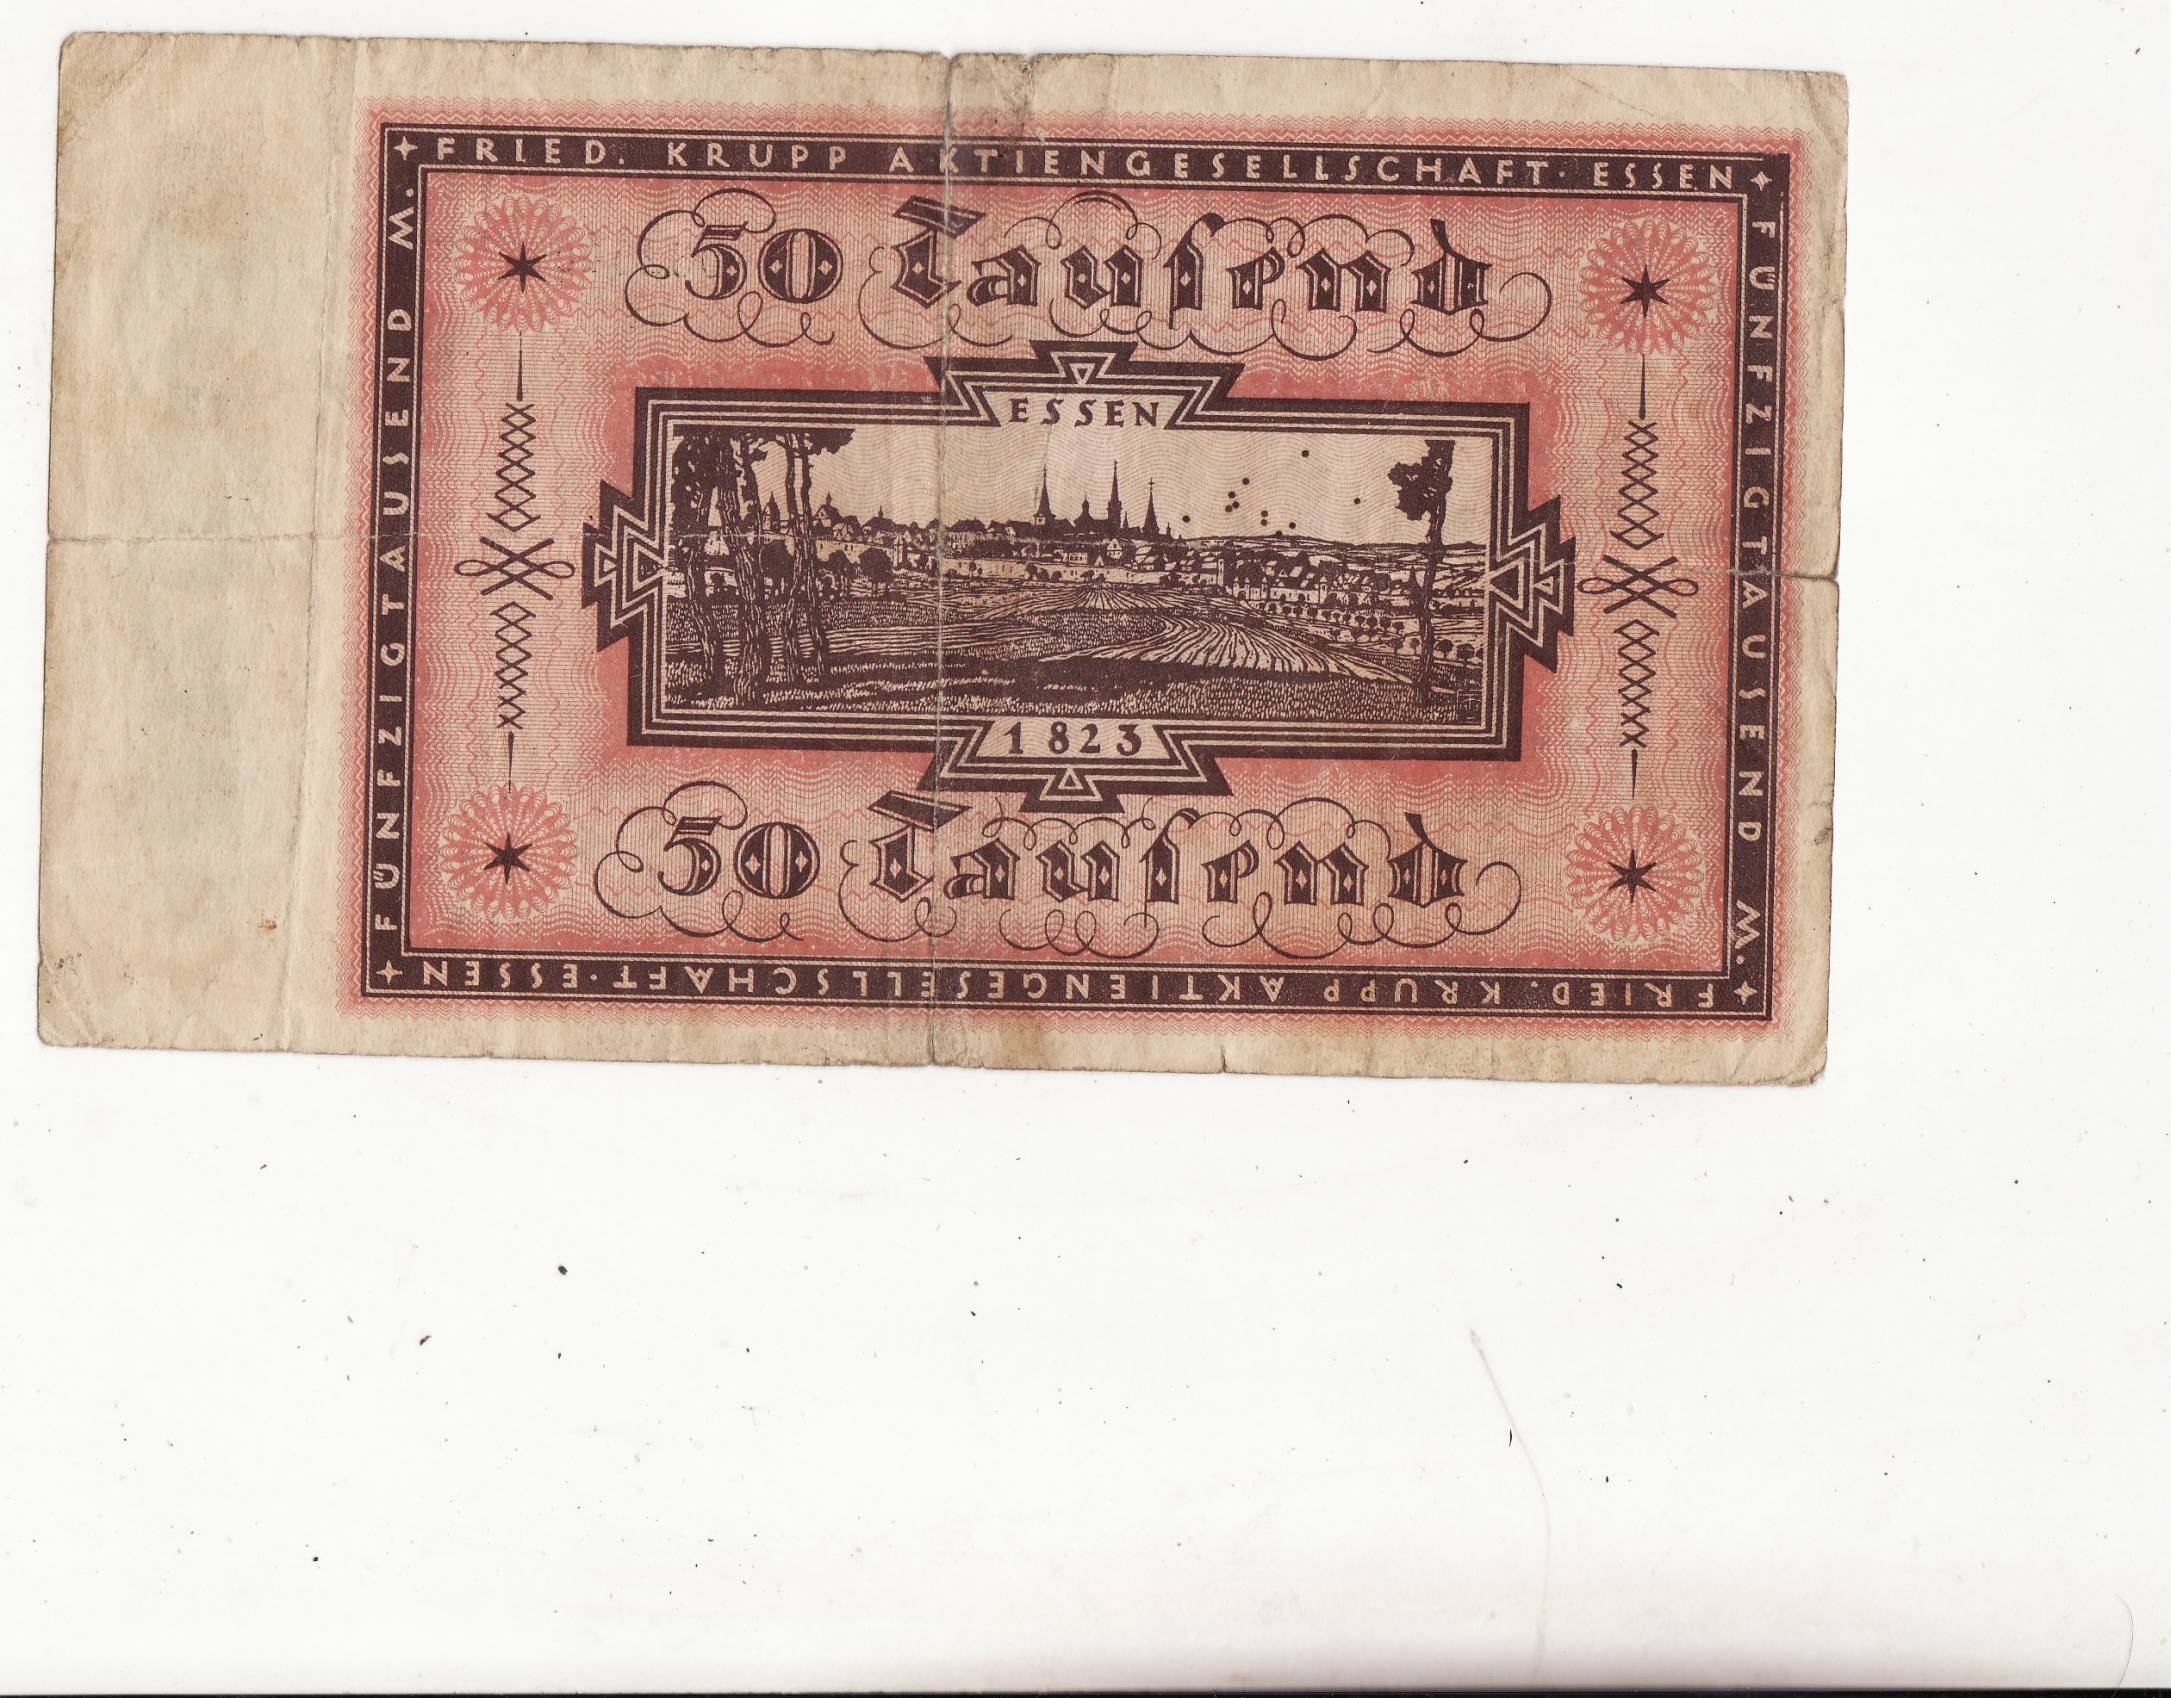 FRIED. KRUPP AKTIENGESELLSCHAFT · ESSEN
FÜNFZIGTAUSEND M.
50 Tausend
ESSEN
1823
50 Tausend
FÜNFZIGTAUSEND M.
FRIED. KRUPP AKTIENGESELLSCHAFT · ESSEN